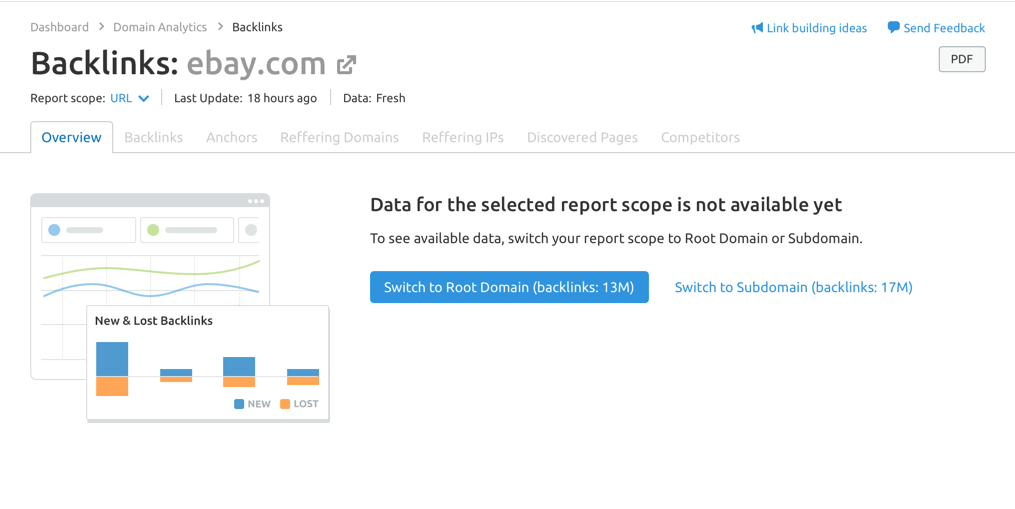 Dashboard > Domain Analytics > Backlinks
Link building ideas Send Feedback
Backlinks: ebay.com
PDF
Report scope: URL Last Update: 18 hours ago Data: Fresh
Overview Backlinks Anchors Reffering Domains Reffering IPs Discovered Pages Competitors
Data for the selected report scope is not available yet
To see available data, switch your report scope to Root Domain or Subdomain.
Switch to Root Domain (backlinks: 13M) Switch to Subdomain (backlinks: 17M)
New & Lost Backlinks
NEW LOST